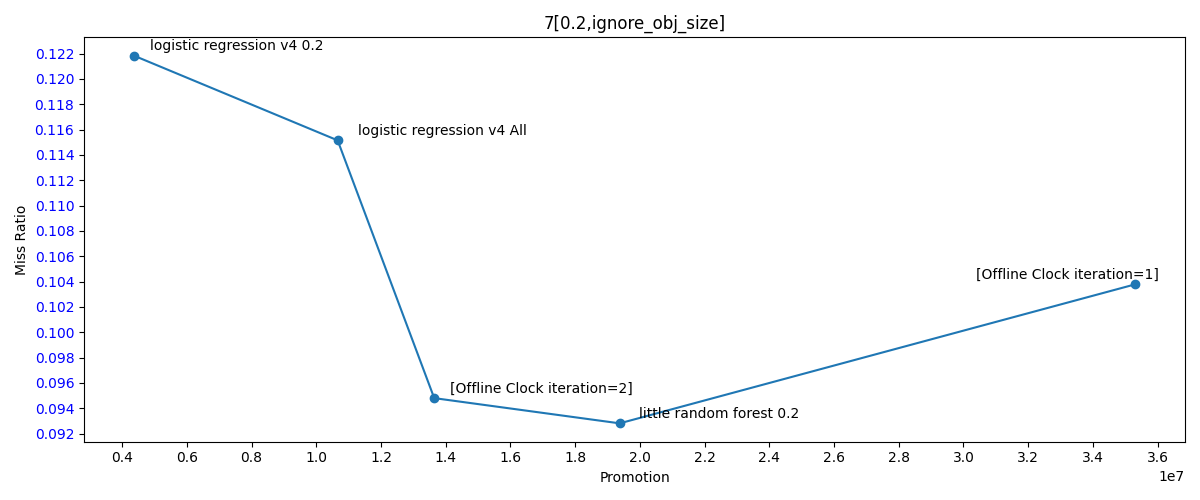 7[0.2,ignore_obj_size]
logistic regression v4 0.2
logistic regression v4 All
[Offline Clock iteration=1]
[Offline Clock iteration=2]
little random forest 0.2
Miss Ratio
0.122
0.120
0.118
0.116
0.114
0.112
0.110
0.108
0.106
0.104
0.102
0.100
0.098
0.096
0.094
0.092
0.4 0.6 0.8 1.0 1.2 1.4 1.6 1.8 2.0 2.2 2.4 2.6 2.8 3.0 3.2 3.4 3.6
1e7
Promotion